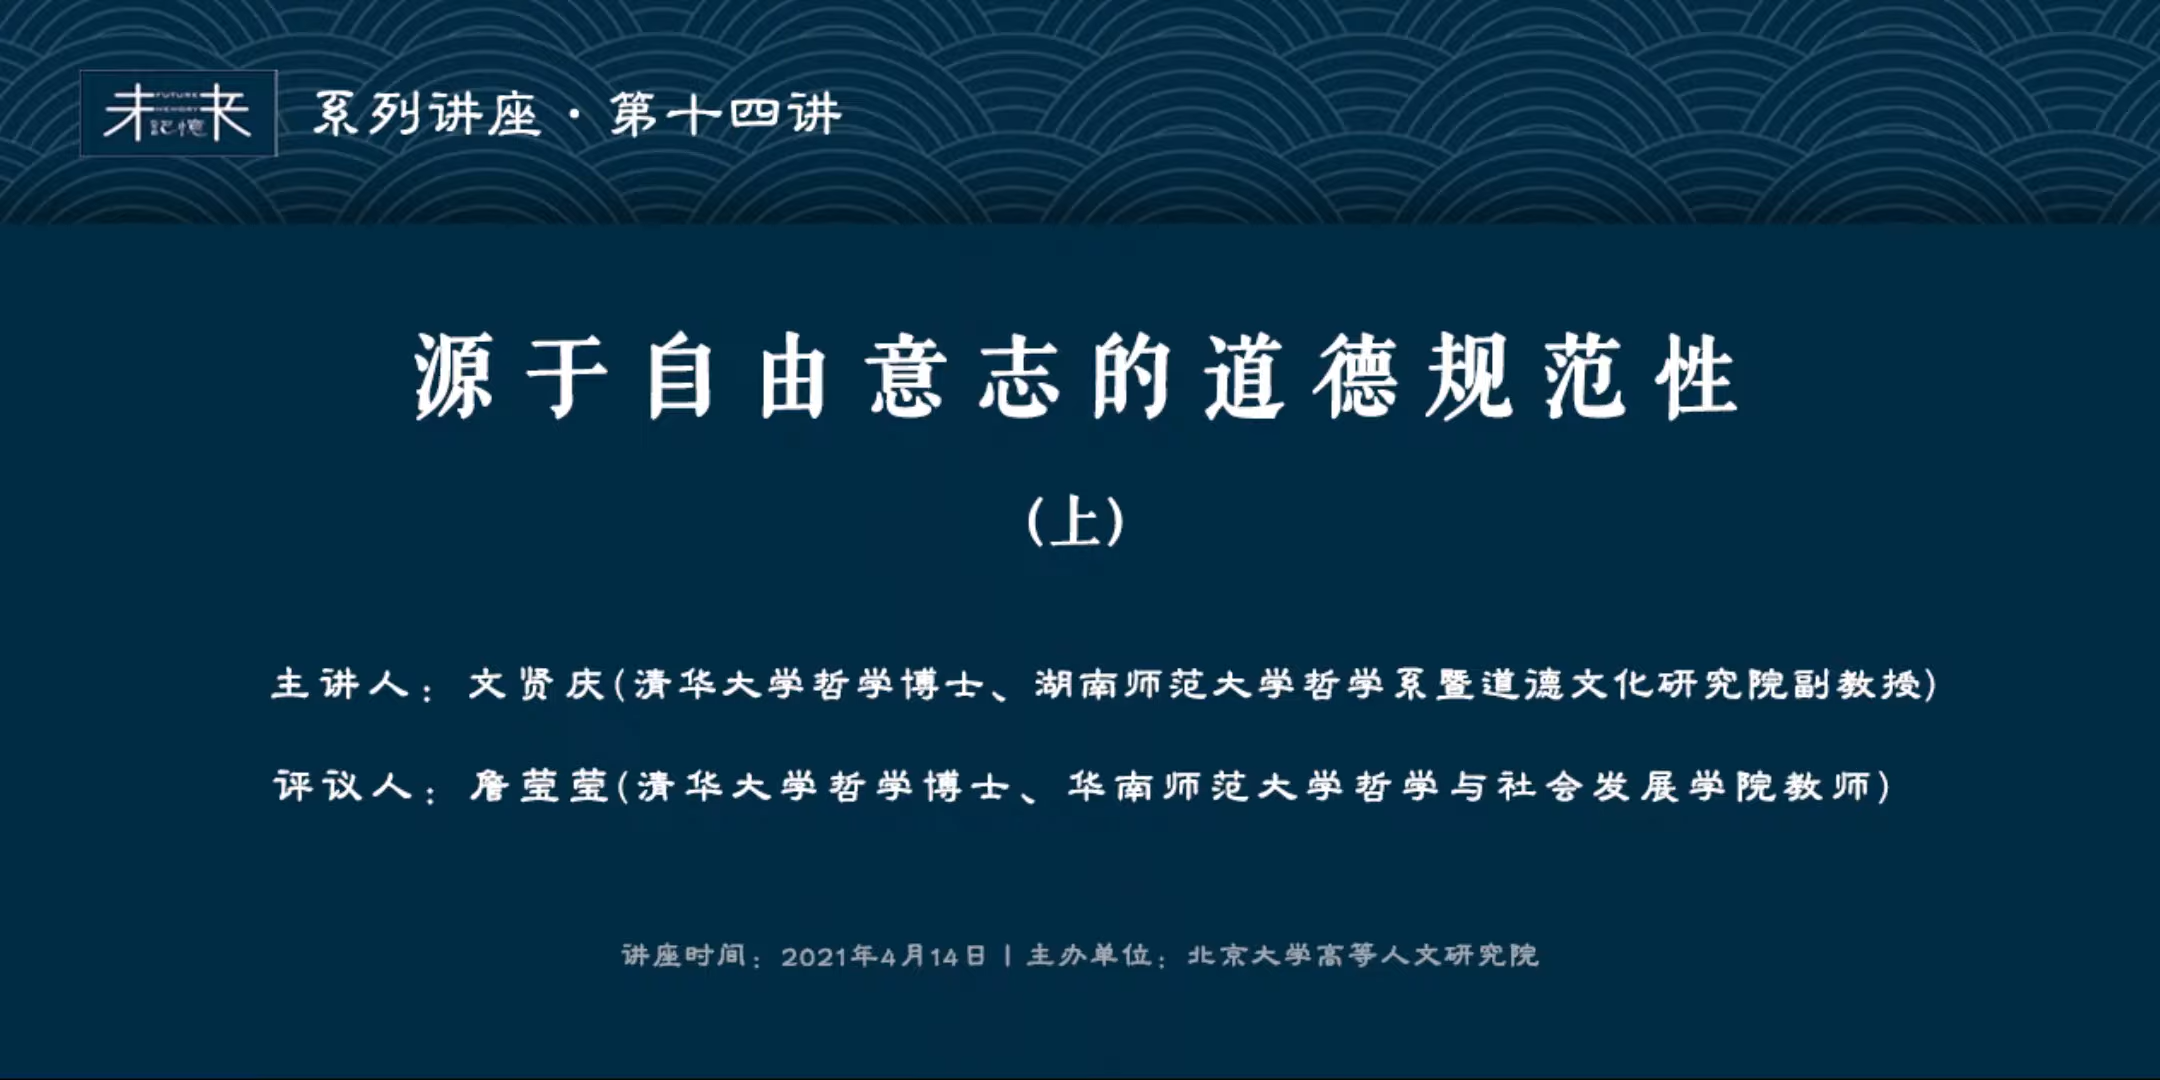 未来
FUTURE
MEMORY
記憶
系列讲座·第十四讲
源于自由意志的道德规范性
(上)
主讲人：文贤庆(清华大学哲学博士、湖南师范大学哲学系暨道德文化研究院副教授)
评议人：詹莹莹(清华大学哲学博士、华南师范大学哲学与社会发展学院教师)
讲座时间：2021年4月14日 | 主办单位：北京大学高等人文研究院